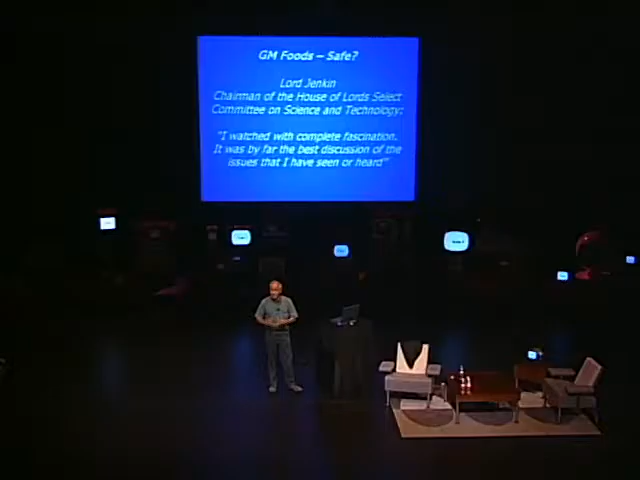 GM Foods – Safe?
Lord Jenkin
Chairman of the House of Lords Select
Committee on Science and Technology:
"I watched with complete fascination.
It was by far the best discussion of the
issues that I have seen or heard"